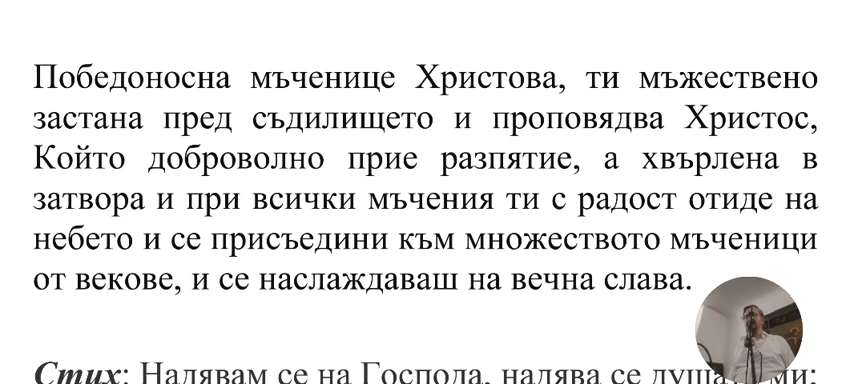 Победоносна мъченице Христова, ти мъжествено
застана пред съдилището и проповядва Христос,
Който доброволно прие разпятие, а хвърлена в
затвора и при всички мъчения ти с радост отиде на
небето и се присъедини към множеството мъченици
от векове, и се наслаждаваш на вечна слава.
Стих: Надявам се на Господа, надява се душа ми: